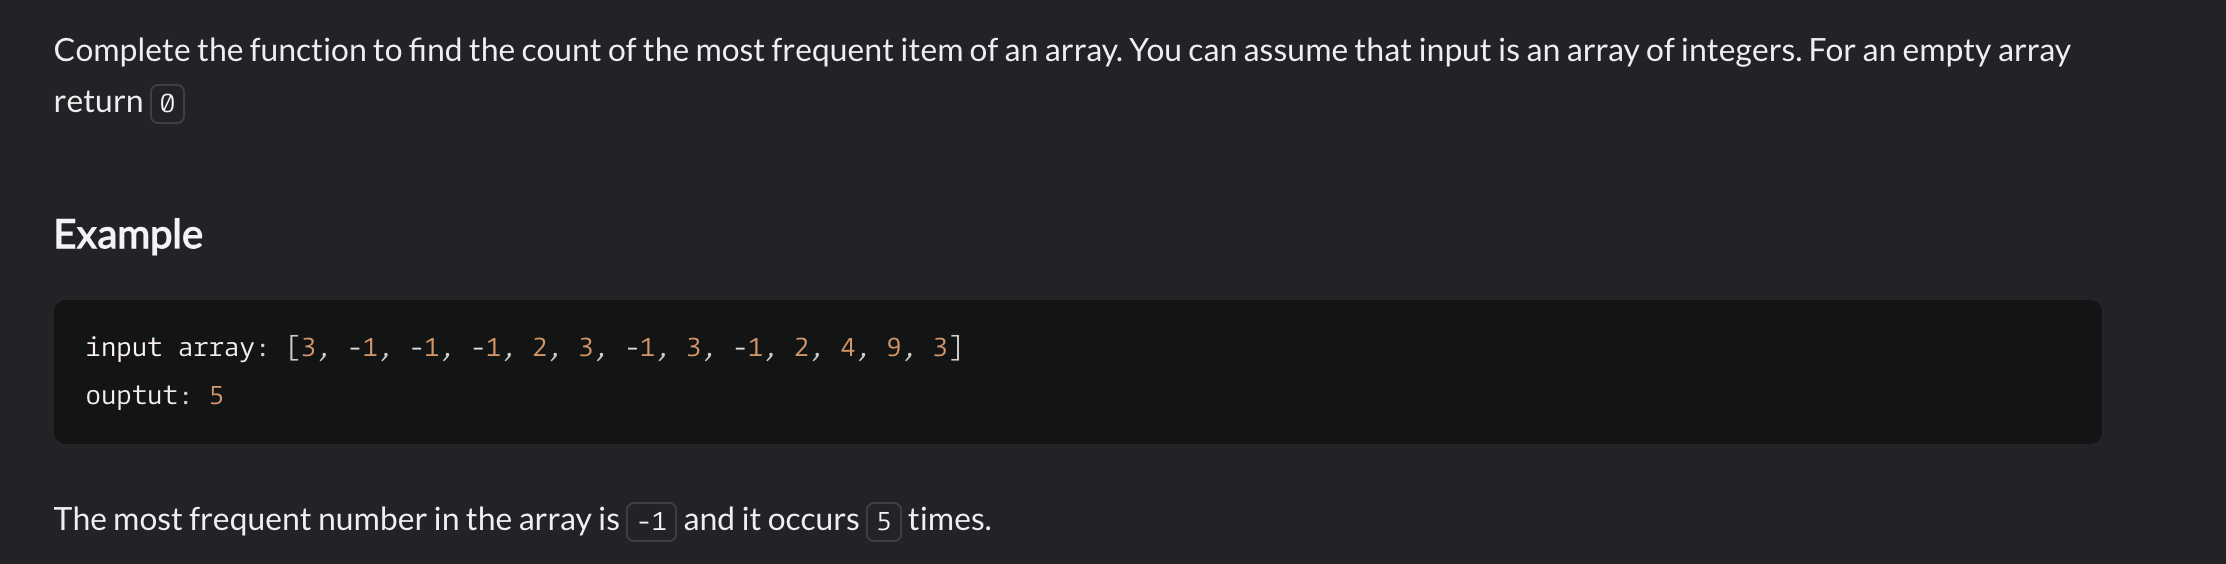 Complete the function to find the count of the most frequent item of an array. You can assume that input is an array of integers. For an empty array
return 0
Example
input array: [3, -1, -1, -1, 2, 3, -1, 3, -1, 2, 4, 9, 3]
ouptut: 5
The most frequent number in the array is -1 and it occurs 5 times.